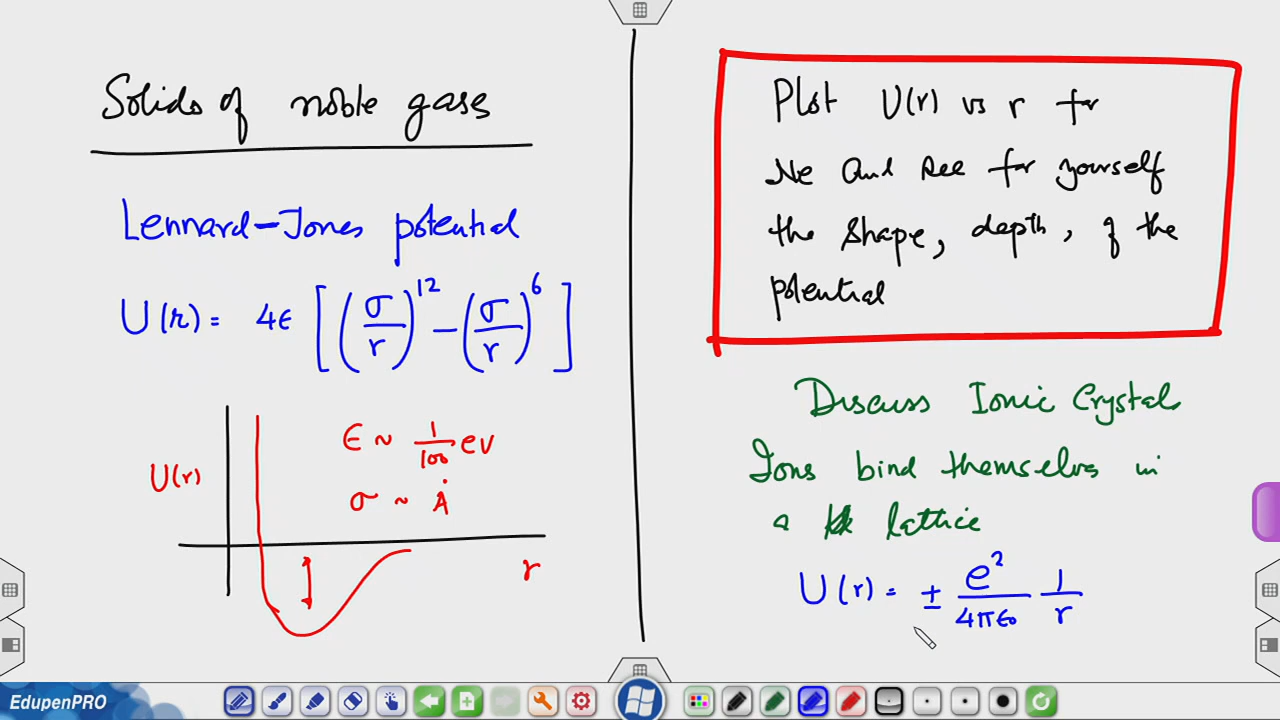 Solids of noble gases
Lennard-Jones potential
U(r) = 4ϵ [(σ/r)^12 - (σ/r)^6]
U(r)
ϵ ~ 1/100 eV
σ ~ Å
r
Plot U(r) vs r for
Ne and see for yourself
the shape, depth, of the
potential
Discuss Ionic Crystals
Ions bind themselves in
a lattice
U(r) = ± e²/4πϵ₀ 1/r
EdupenPRO